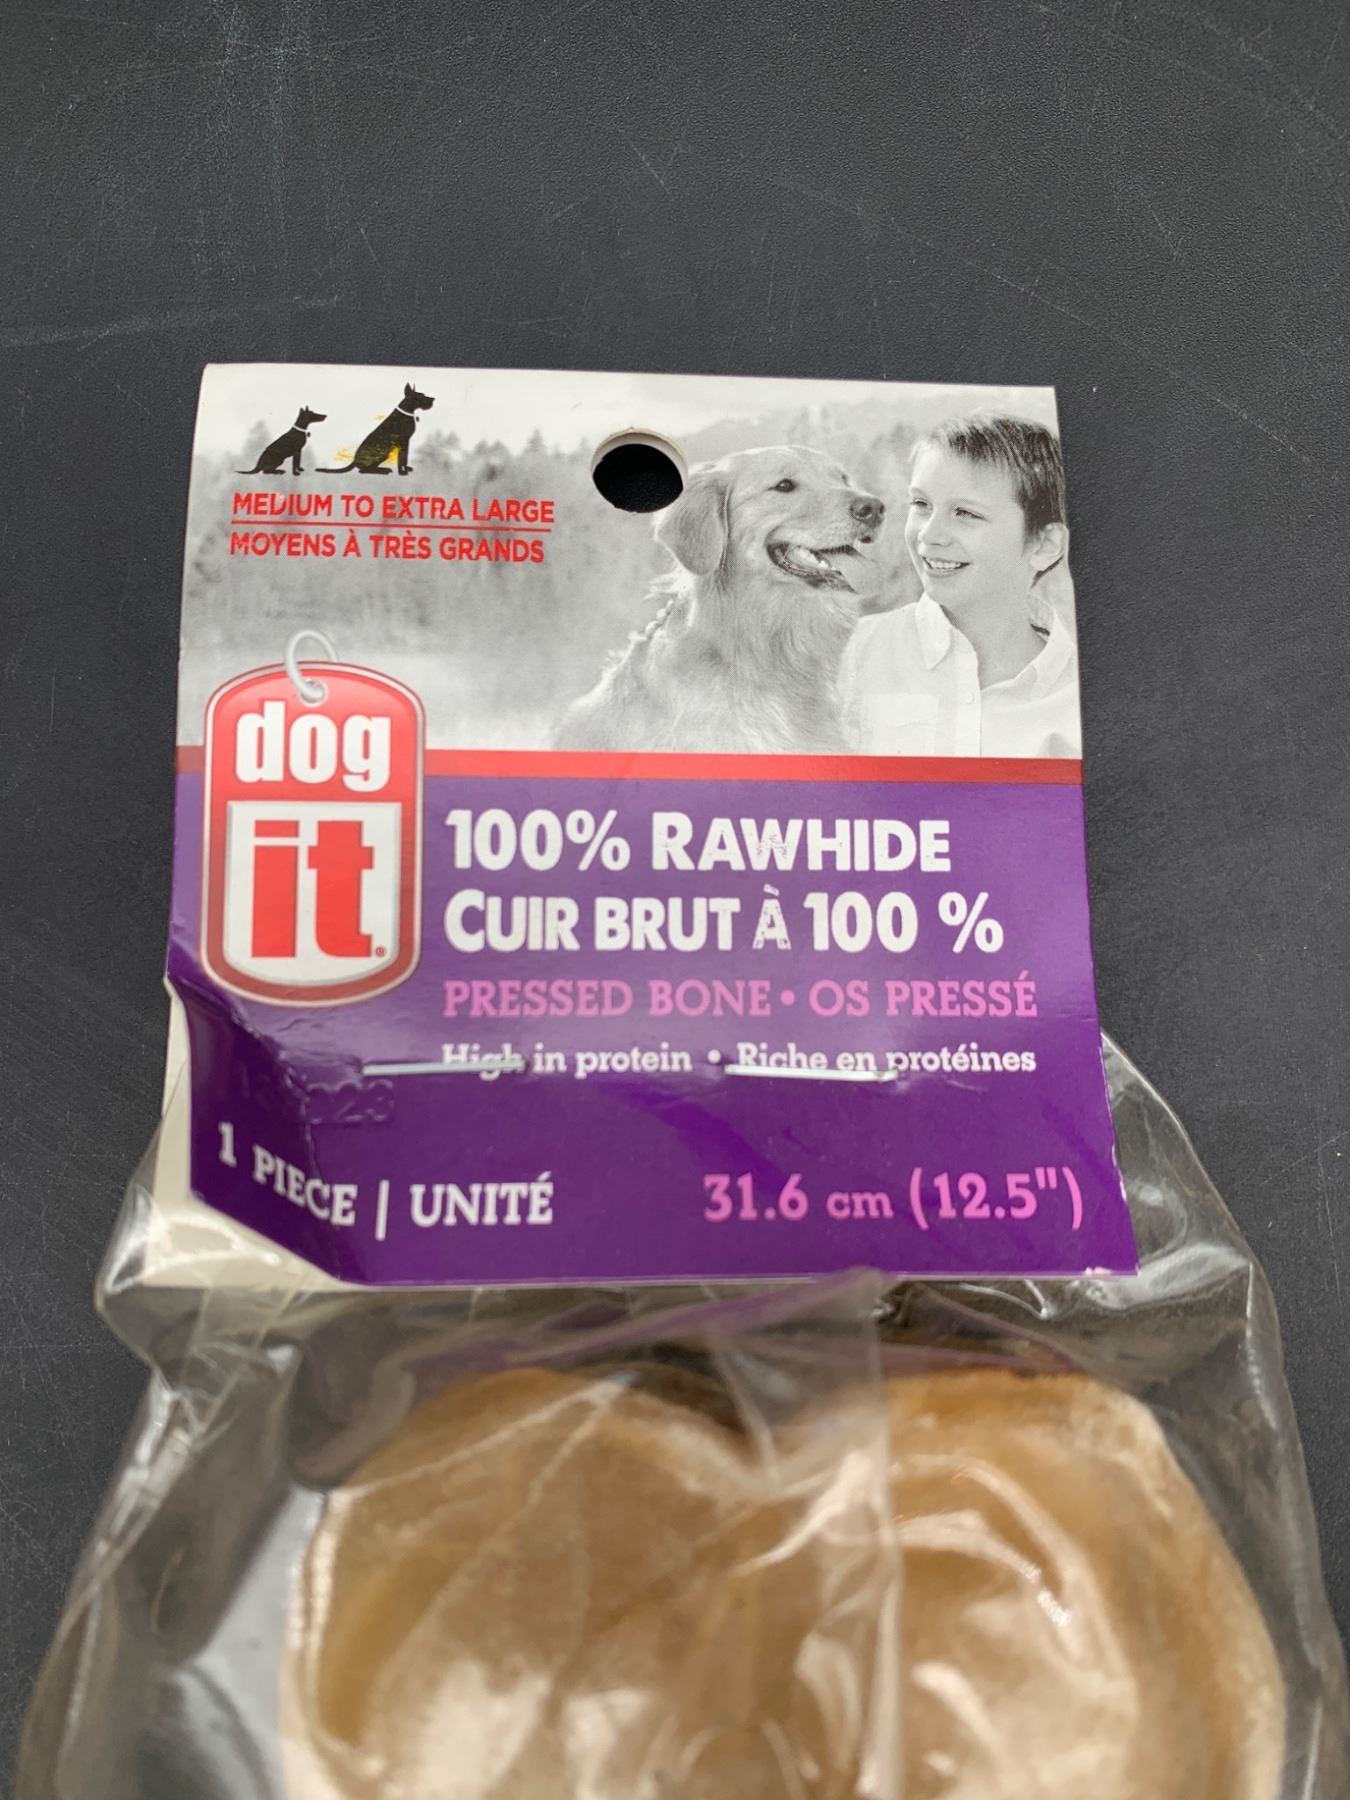 MEDIUM TO EXTRA LARGE
MOYENS À TRÈS GRANDS
dog
it®
100% RAWHIDE
CUIR BRUT À 100 %
PRESSED BONE • OS PRESSÉ
High in protein • Riche en protéines
1 PIECE | UNITÉ
31.6 cm (12.5")